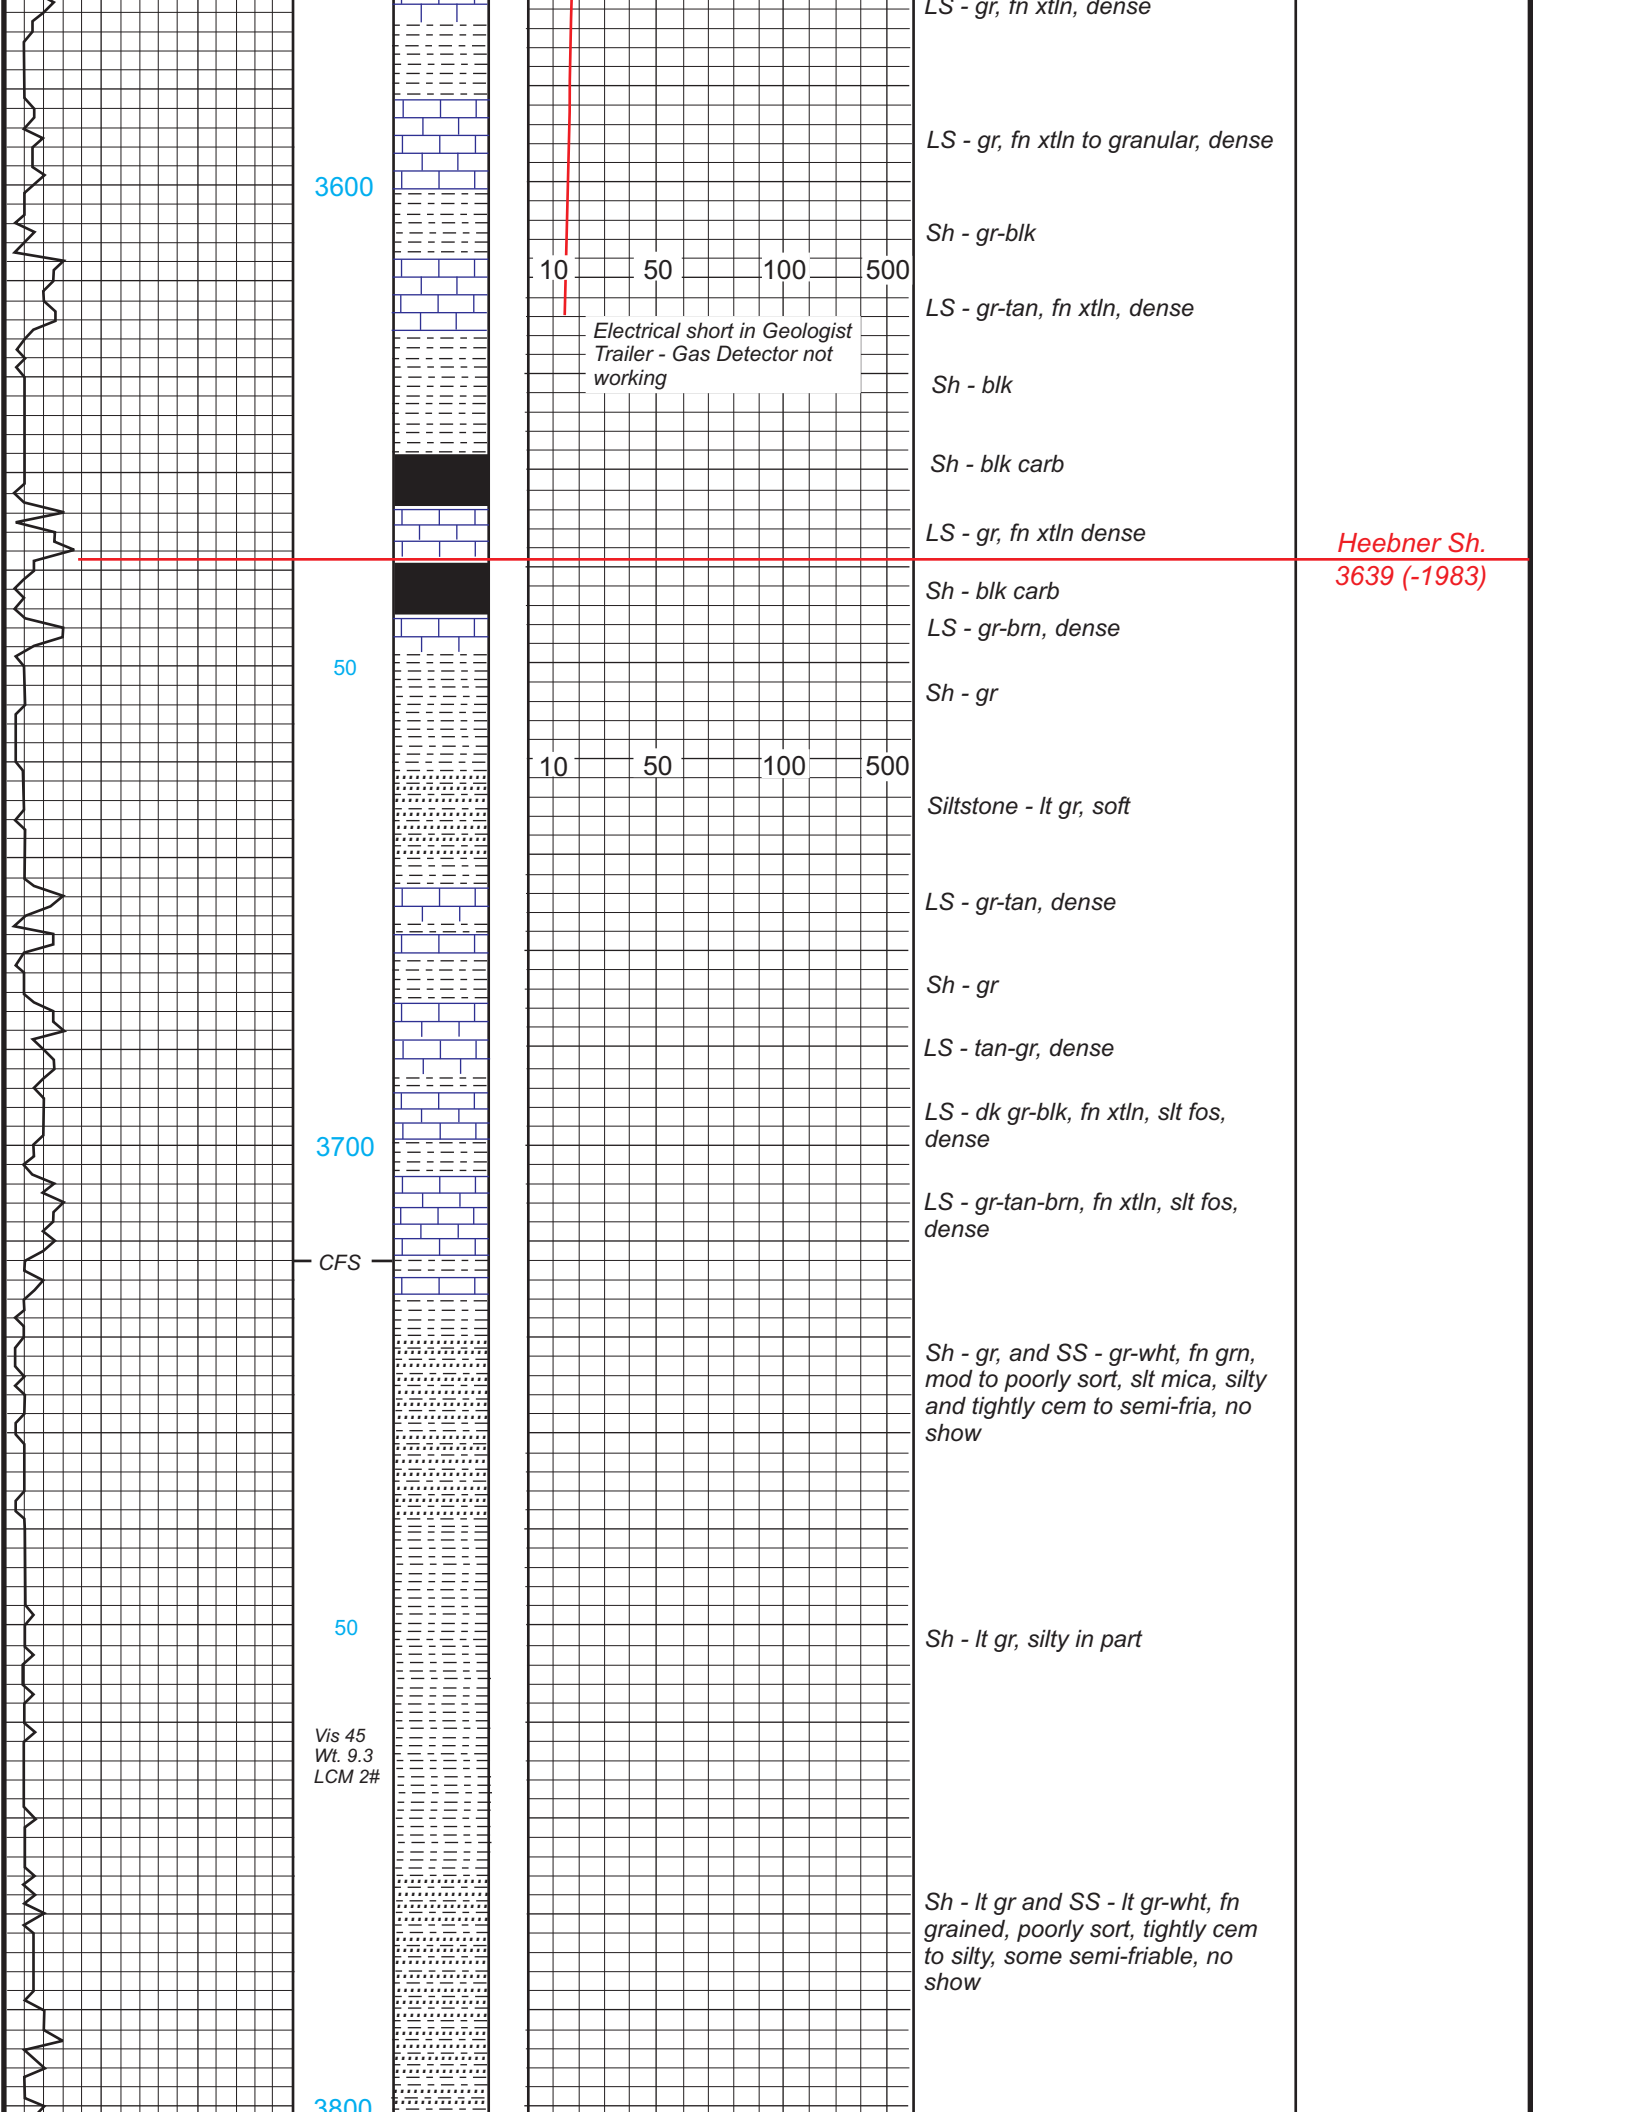 LS - gr, fn xtln, dense
LS - gr, fn xtln to granular, dense
3600
Sh - gr-blk
10 50 100 500
LS - gr-tan, fn xtln, dense
Electrical short in Geologist
Trailer - Gas Detector not
working
Sh - blk
Sh - blk carb
LS - gr, fn xtln dense
Heebner Sh.
3639 (-1983)
Sh - blk carb
LS - gr-brn, dense
50
Sh - gr
10 50 100 500
Siltstone - lt gr, soft
LS - gr-tan, dense
Sh - gr
LS - tan-gr, dense
LS - dk gr-blk, fn xtln, slt fos,
dense
3700
LS - gr-tan-brn, fn xtln, slt fos,
dense
CFS
Sh - gr, and SS - gr-wht, fn grn,
mod to poorly sort, slt mica, silty
and tightly cem to semi-fria, no
show
50
Sh - lt gr, silty in part
Vis 45
Wt. 9.3
LCM 2#
Sh - lt gr and SS - lt gr-wht, fn
grained, poorly sort, tightly cem
to silty, some semi-friable, no
show
3800